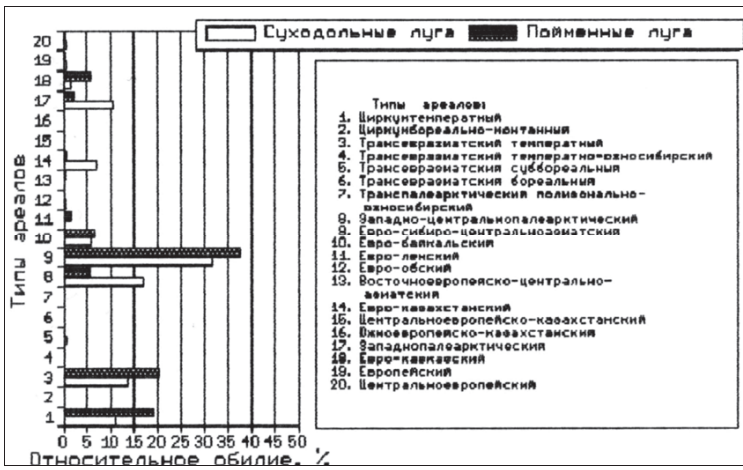 Суходольные луга Пойменные луга
Типы ареалов
20
19
18
17
16
15
14
13
12
11
10
9
8
7
6
5
4
3
2
1
0 5 10 15 20 25 30 35 40 45 50
Относительное обилие, %
Типы ареалов:
1. Циркумтемператный
2. Циркумбореально-монтанный
3. Трансевразиатский температный
4. Трансевразиатский температно-южносибирский
5. Трансевразиатский суббореальный
6. Трансевразиатский бореальный
7. Транспалеарктический полизонально-
южносибирский
8. Западно-центральнопалеарктический
9. Евро-сибиро-центральноазиатский
10. Евро-байкальский
11. Евро-ленский
12. Евро-обский
13. Восточноевропейско-центрально-
азиатский
14. Евро-казахстанский
15. Центральноевропейско-казахстанский
16. Южноевропейско-казахстанский
17. Западнопалеарктический
18. Евро-кавказский
19. Европейский
20. Центральноевропейский